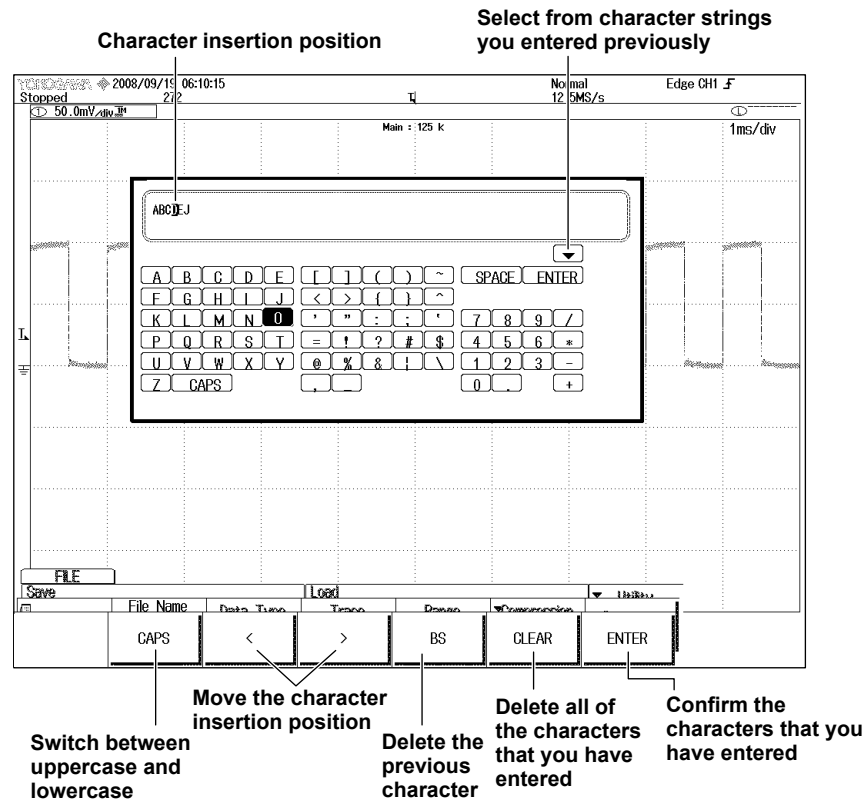 Select from character strings
you entered previously
Character insertion position
YOKOGAWA 2008/09/19 06:10:15
Normal
Edge CH1
Stopped
272
12.5MS/s
50.0mV/div
Main : 125 k
1ms/div
ABCDEJ
A B C D E [ ] ( ) ~ SPACE ENTER
F G H I J < > { } ^
K L M N O ' " : ; ' 7 8 9 /
P Q R S T = ! ? # $ 4 5 6 *
U V W X Y @ % & ¦ \ 1 2 3 -
Z CAPS , _ 0 . +
FILE
Save
Load
Utility
File Name
Data Type
Trace
Range
Compression
CAPS < > BS CLEAR ENTER
Move the character
insertion position
Switch between
uppercase and
lowercase
Delete the
previous
character
Delete all of
the characters
that you have
entered
Confirm the
characters that you
have entered